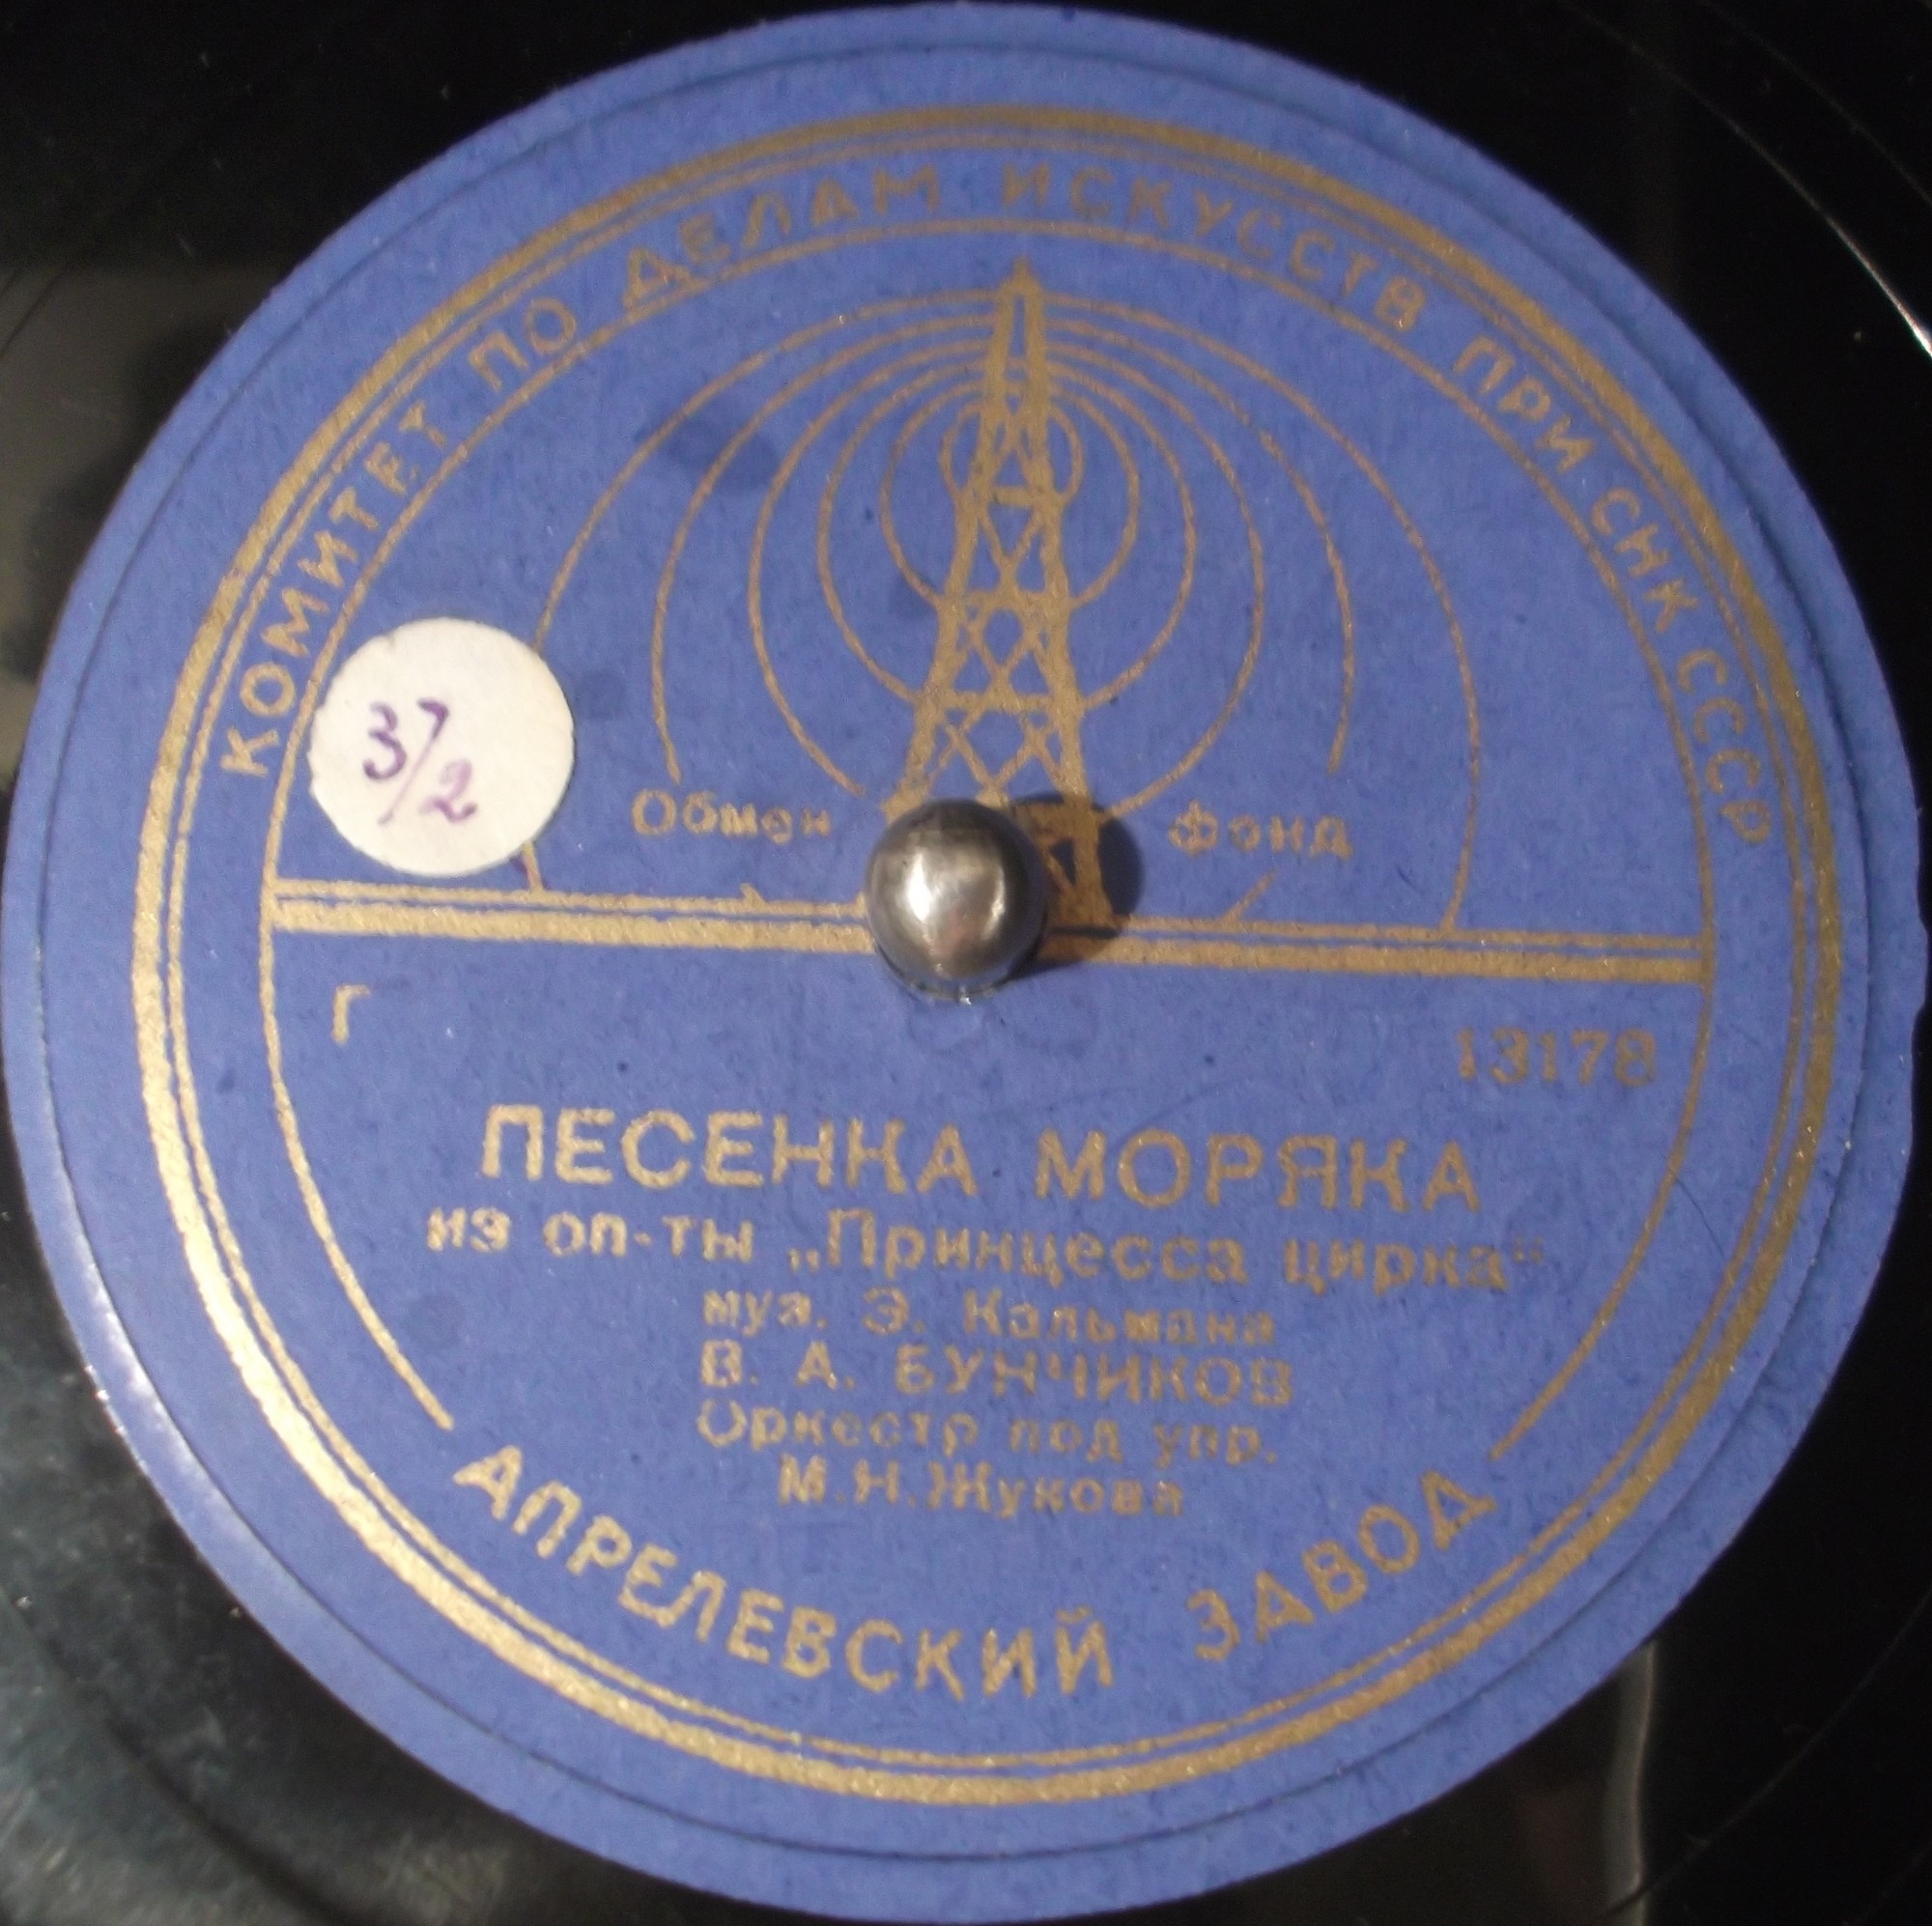 КОМИТЕТ ПО ДЕЛАМ ИСКУССТВ ПРИ СНК СССР
37/2
Обмен фонд
Г 13178
ПЕСЕНКА МОРЯКА
из оп-ты „Принцесса цирка“
муз. Э. Кальмана
В. А. БУНЧИКОВ
Оркестр под упр.
М.Н.Жукова
АПРЕЛЕВСКИЙ ЗАВОД